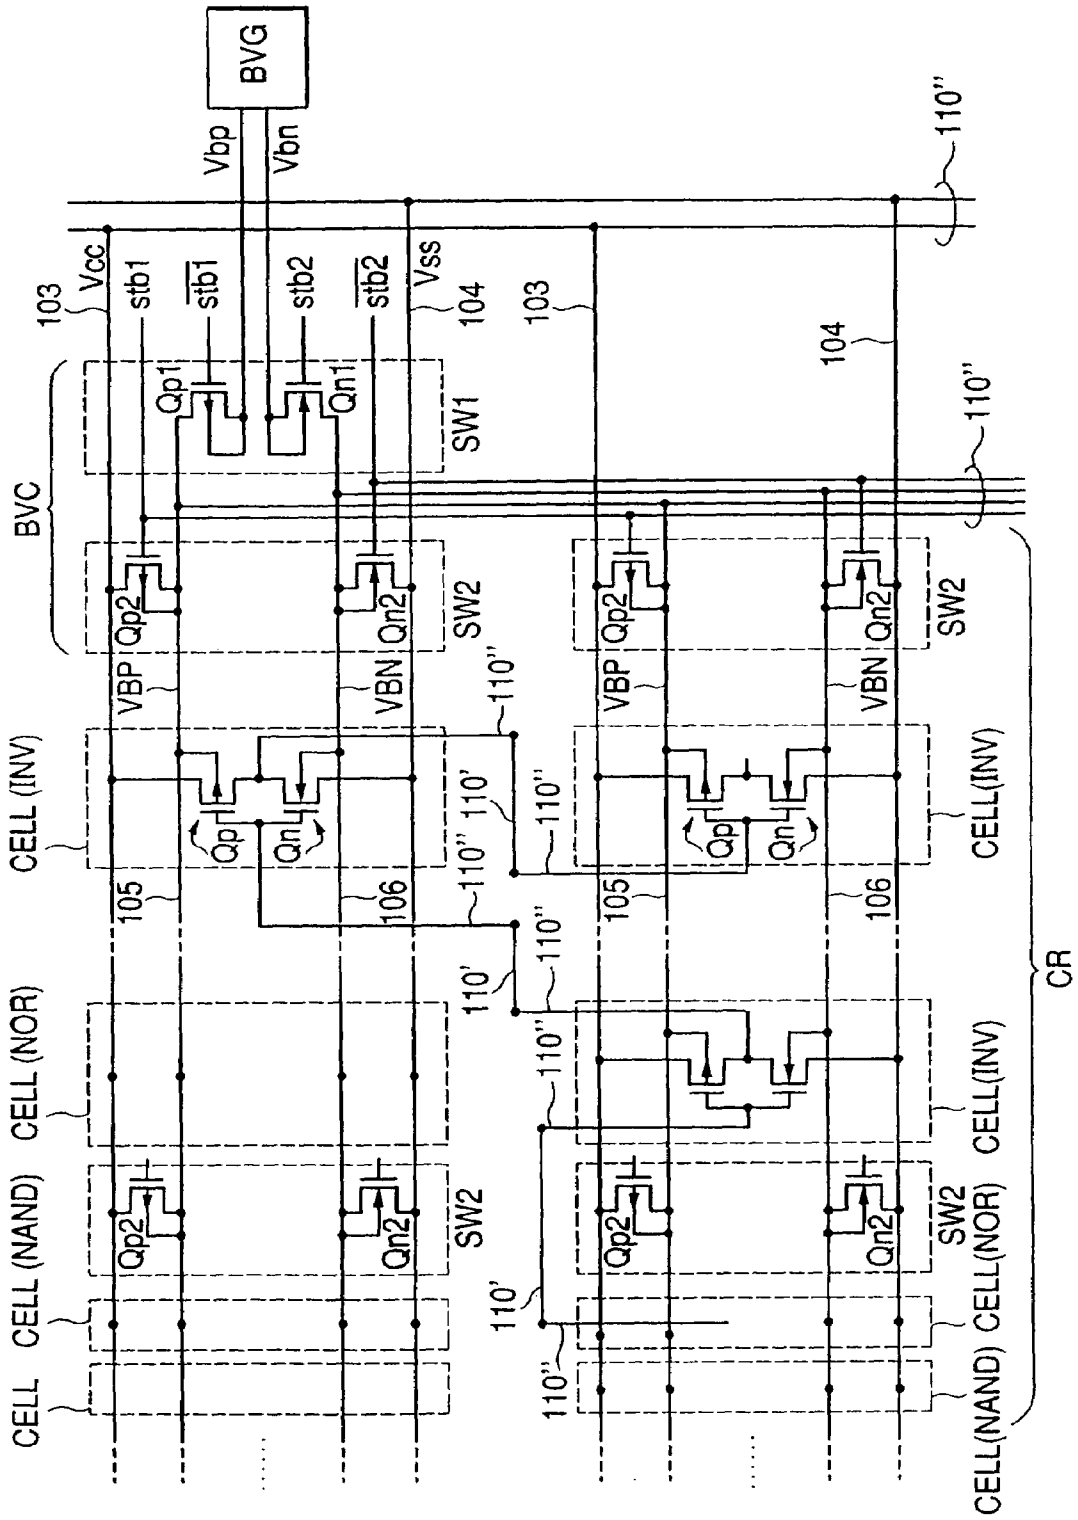 BVG
Vbp
Vbn
110"
Vcc
stb1
stb1
stb2
stb2
Vss
103
104
103
104
BVC
Qp1
Qn1
SW1
110"
Qp2
Qn2
SW2
Qp2
Qn2
SW2
VBP
VBN
VBP
VBN
110"
CELL (INV)
Qp
Qn
110'
110"
110"
Qp
Qn
CELL(INV)
105
106
105
106
110'
110"
110"
CR
CELL (NOR)
110"
CELL(INV)
CELL (NAND)
Qp2
Qn2
SW2
Qp2
Qn2
SW2
110'
110"
CELL(NOR)
CELL
CELL(NAND)